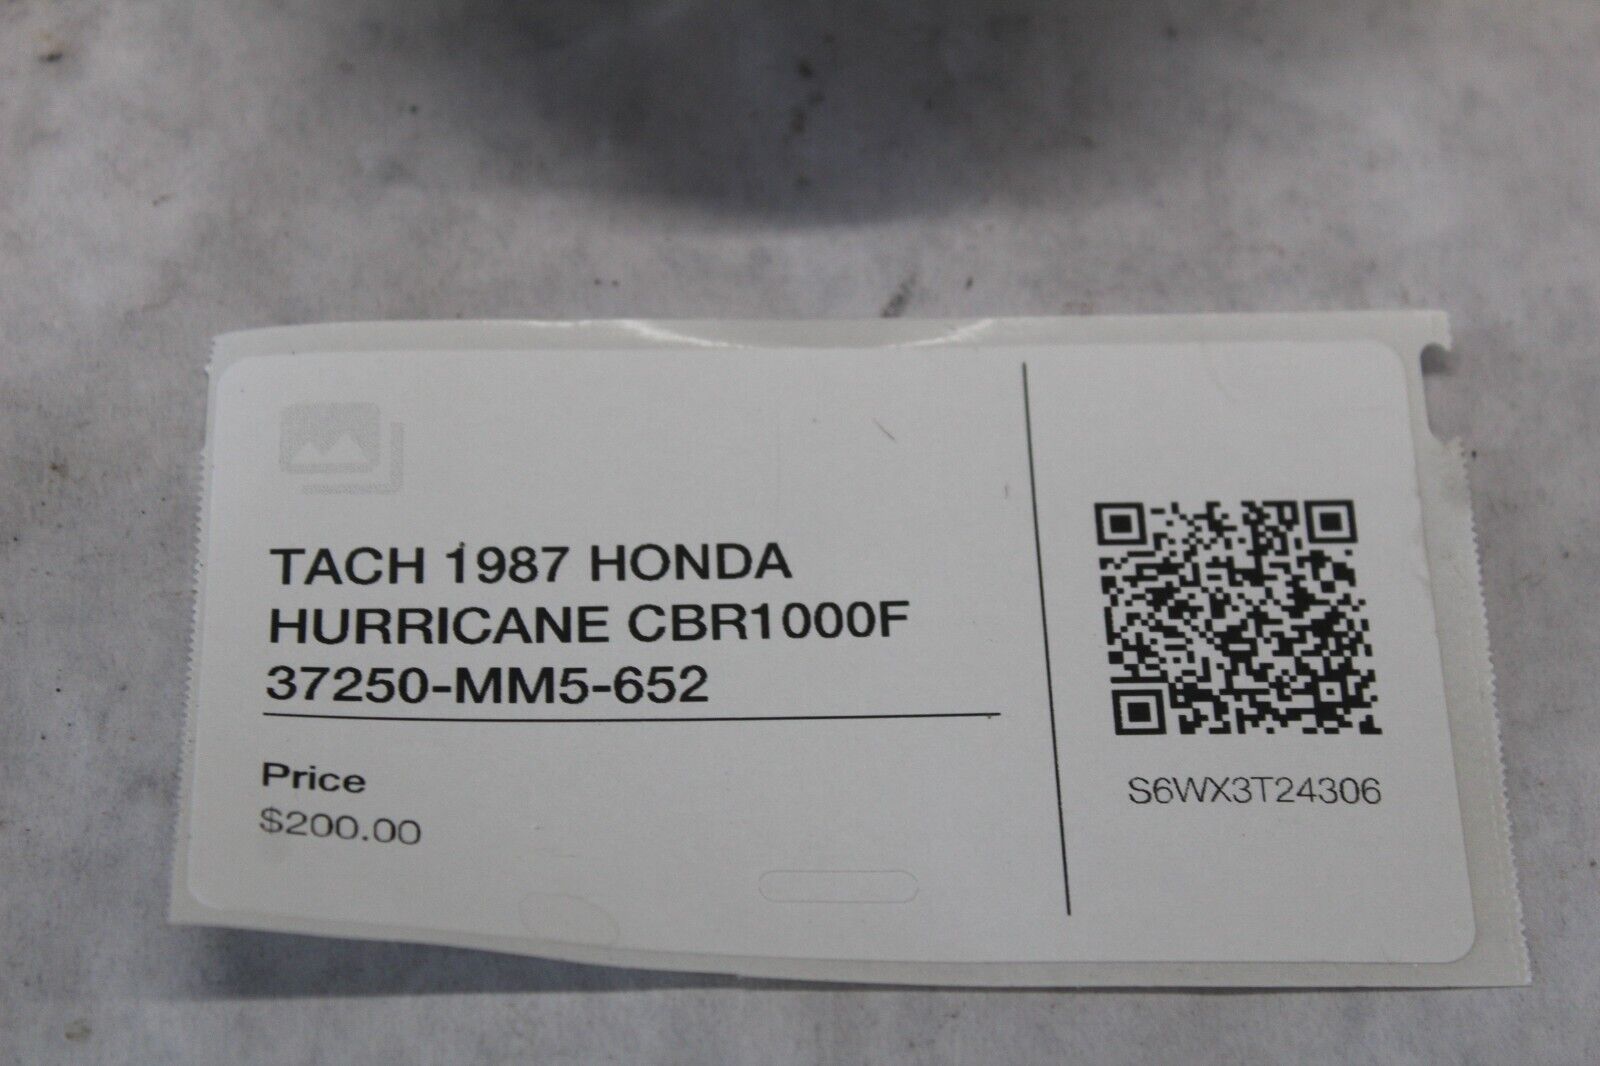 TACH 1987 HONDA
HURRICANE CBR1000F
37250-MM5-652
Price
$200.00
S6WX3T24306